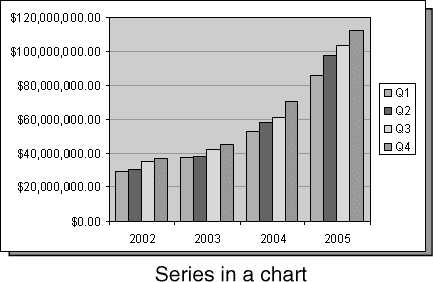 $120,000,000.00
$100,000,000.00
$80,000,000.00
$60,000,000.00
$40,000,000.00
$20,000,000.00
$0.00
2002 2003 2004 2005
Q1
Q2
Q3
Q4
Series in a chart